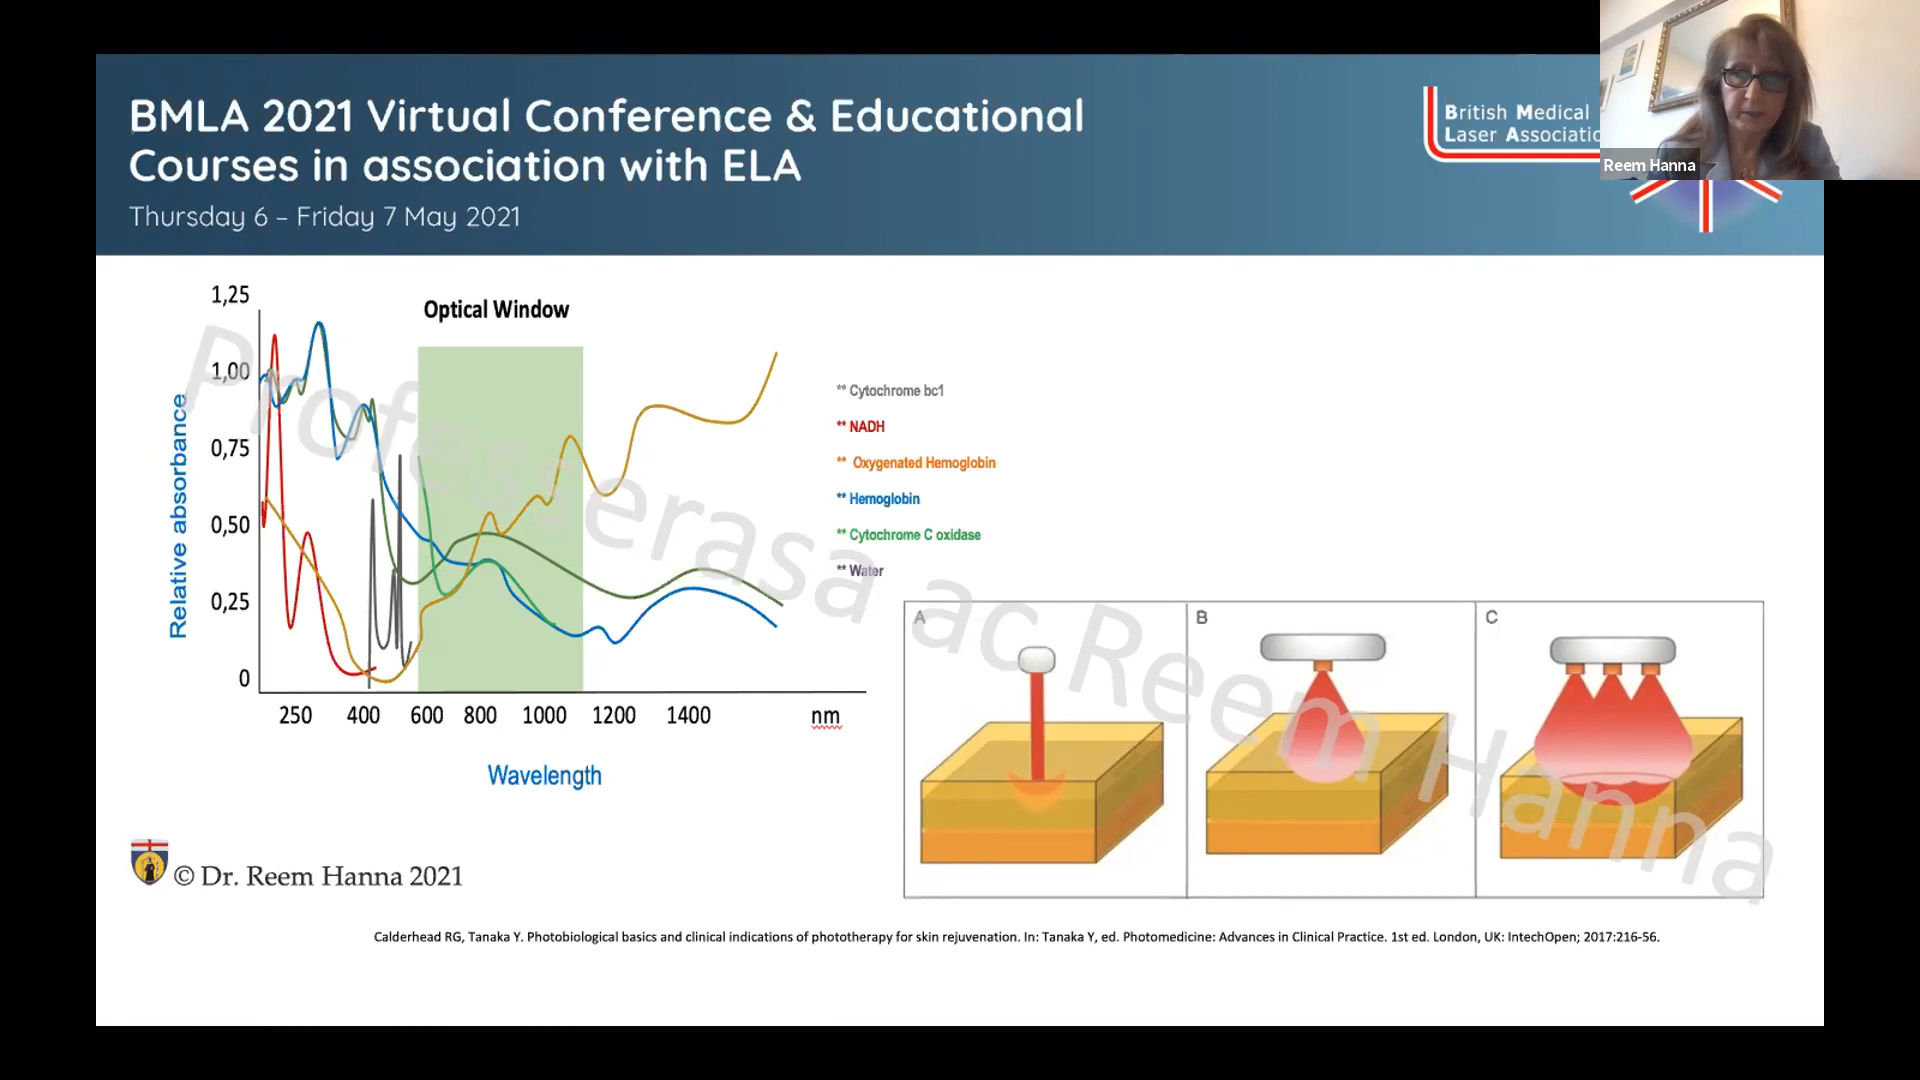 BMLA 2021 Virtual Conference & Educational
Courses in association with ELA
Thursday 6 – Friday 7 May 2021
British Medical
Laser Associatio
Reem Hanna
Optical Window
1,25
1,00
0,75
0,50
0,25
0
Relative absorbance
250 400 600 800 1000 1200 1400 nm
Wavelength
** Cytochrome bc1
** NADH
** Oxygenated Hemoglobin
** Hemoglobin
** Cytochrome C oxidase
** Water
A B C
ac Reem Hanna
© Dr. Reem Hanna 2021
Calderhead RG, Tanaka Y. Photobiological basics and clinical indications of phototherapy for skin rejuvenation. In: Tanaka Y, ed. Photomedicine: Advances in Clinical Practice. 1st ed. London, UK: IntechOpen; 2017:216-56.